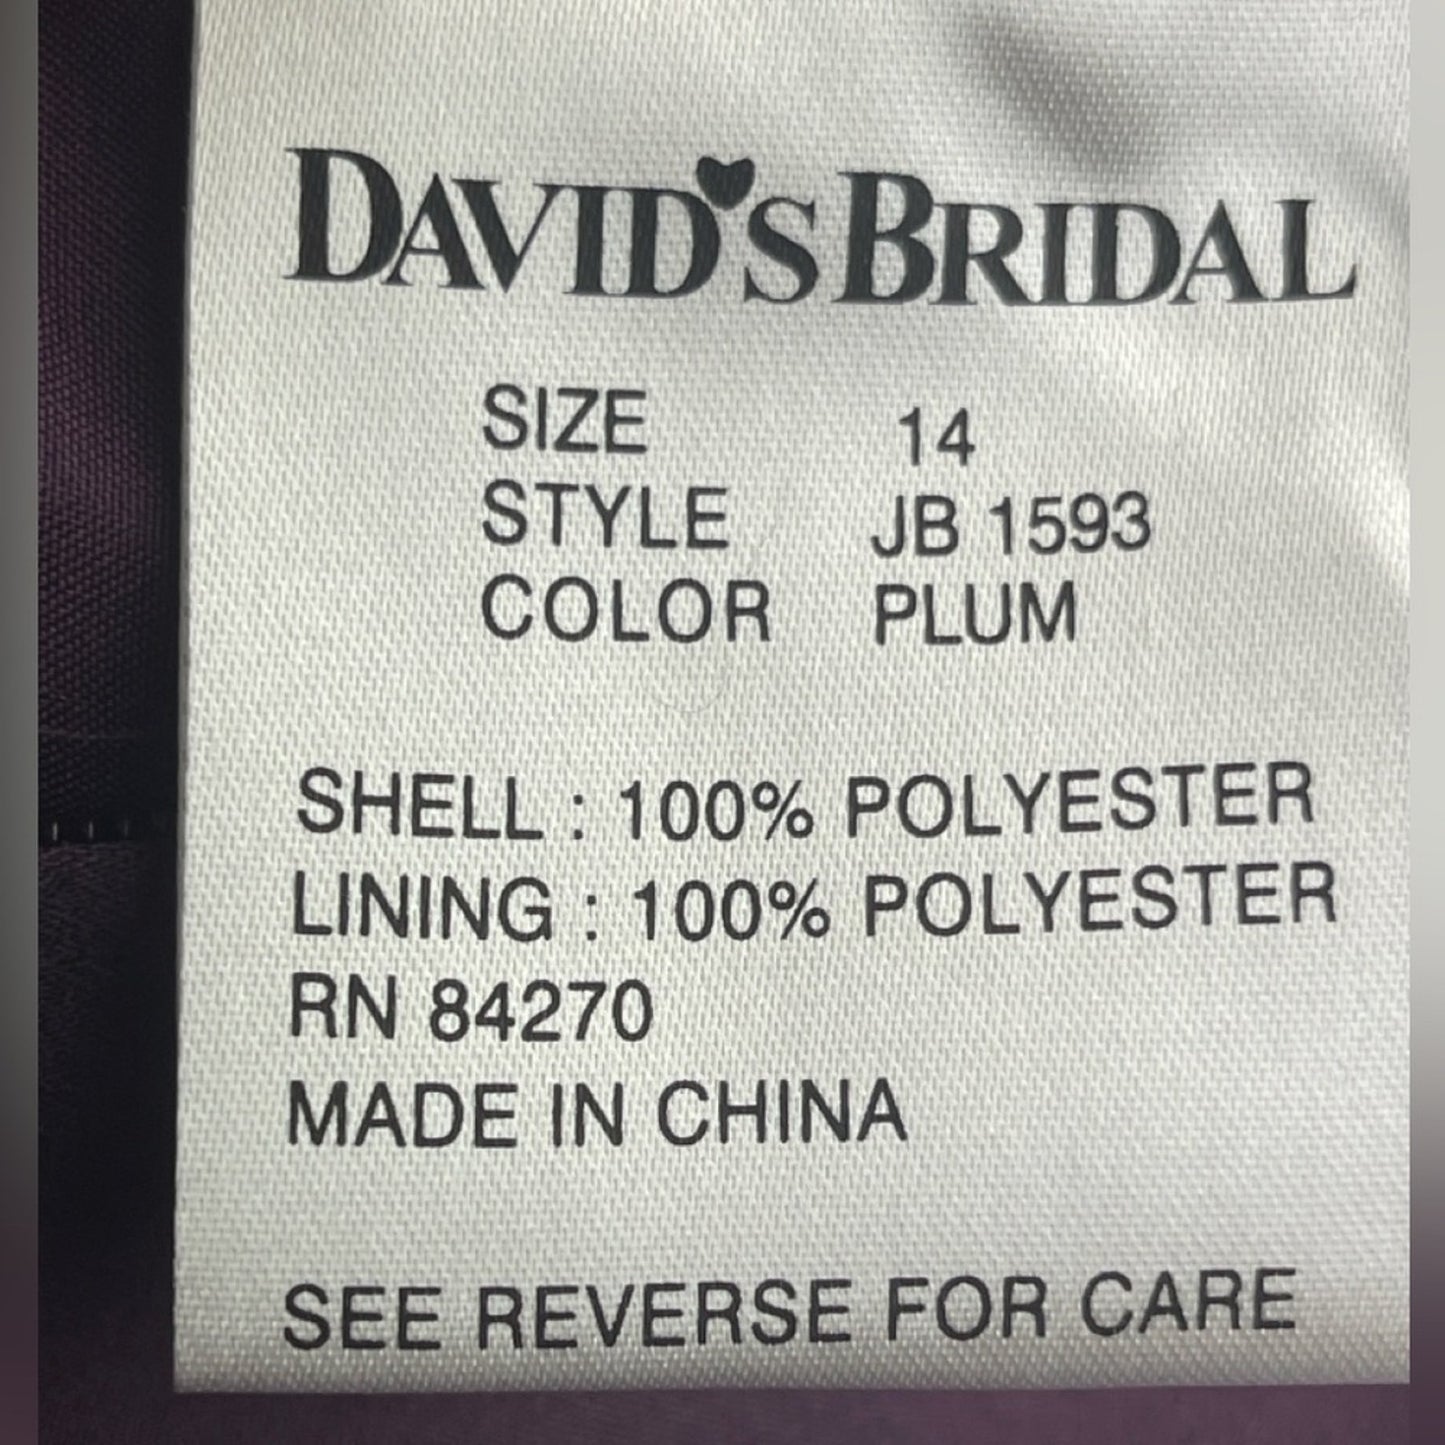 DAVID'S BRIDAL
SIZE 14
STYLE JB 1593
COLOR PLUM
SHELL : 100% POLYESTER
LINING : 100% POLYESTER
RN 84270
MADE IN CHINA
SEE REVERSE FOR CARE